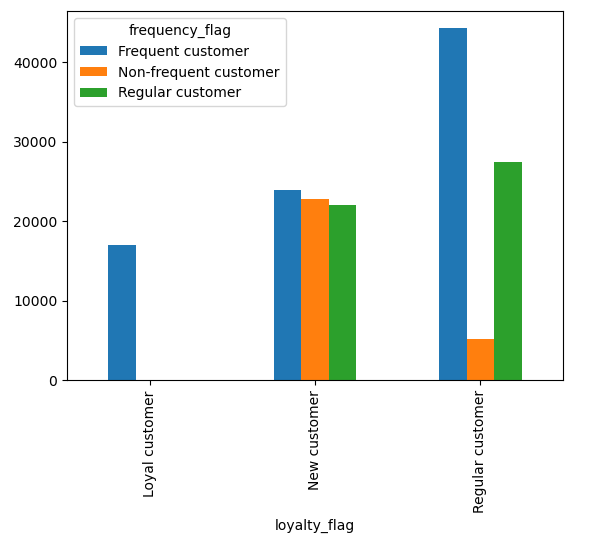 frequency_flag
Frequent customer
Non-frequent customer
Regular customer
40000
30000
20000
10000
0
Loyal customer
New customer
Regular customer
loyalty_flag